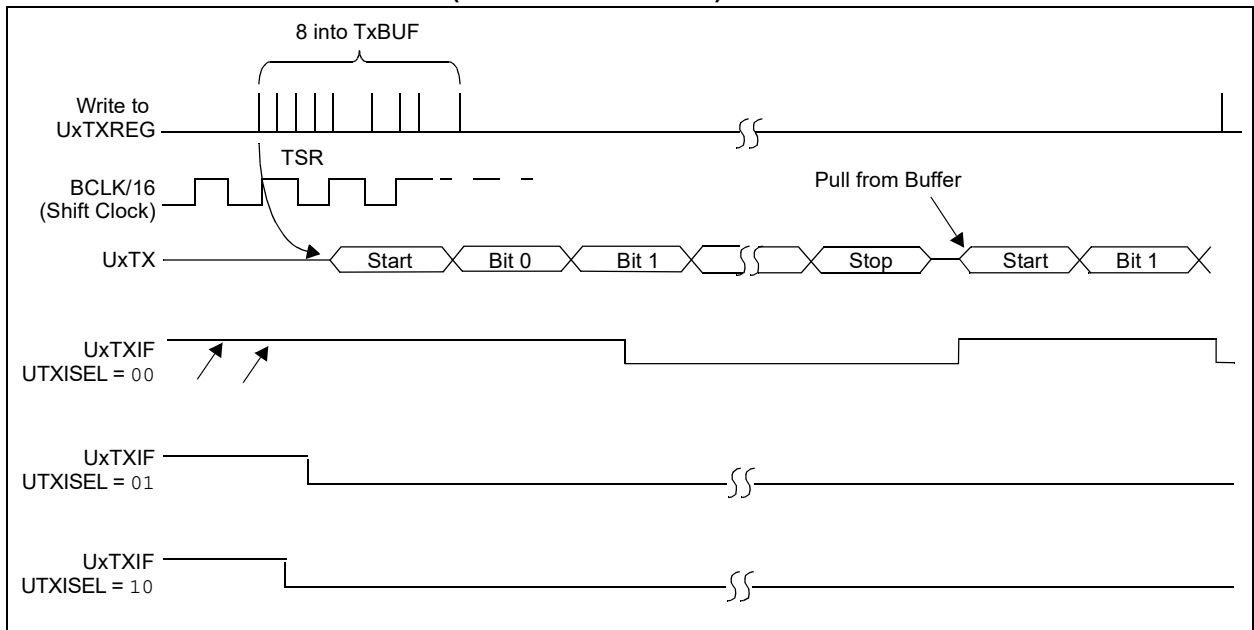 8 into TxBUF
Write to
UxTXREG
TSR
BCLK/16
(Shift Clock)
Pull from Buffer
UxTX
Start
Bit 0
Bit 1
Stop
Start
Bit 1
UxTXIF
UTXISEL = 00
UxTXIF
UTXISEL = 01
UxTXIF
UTXISEL = 10